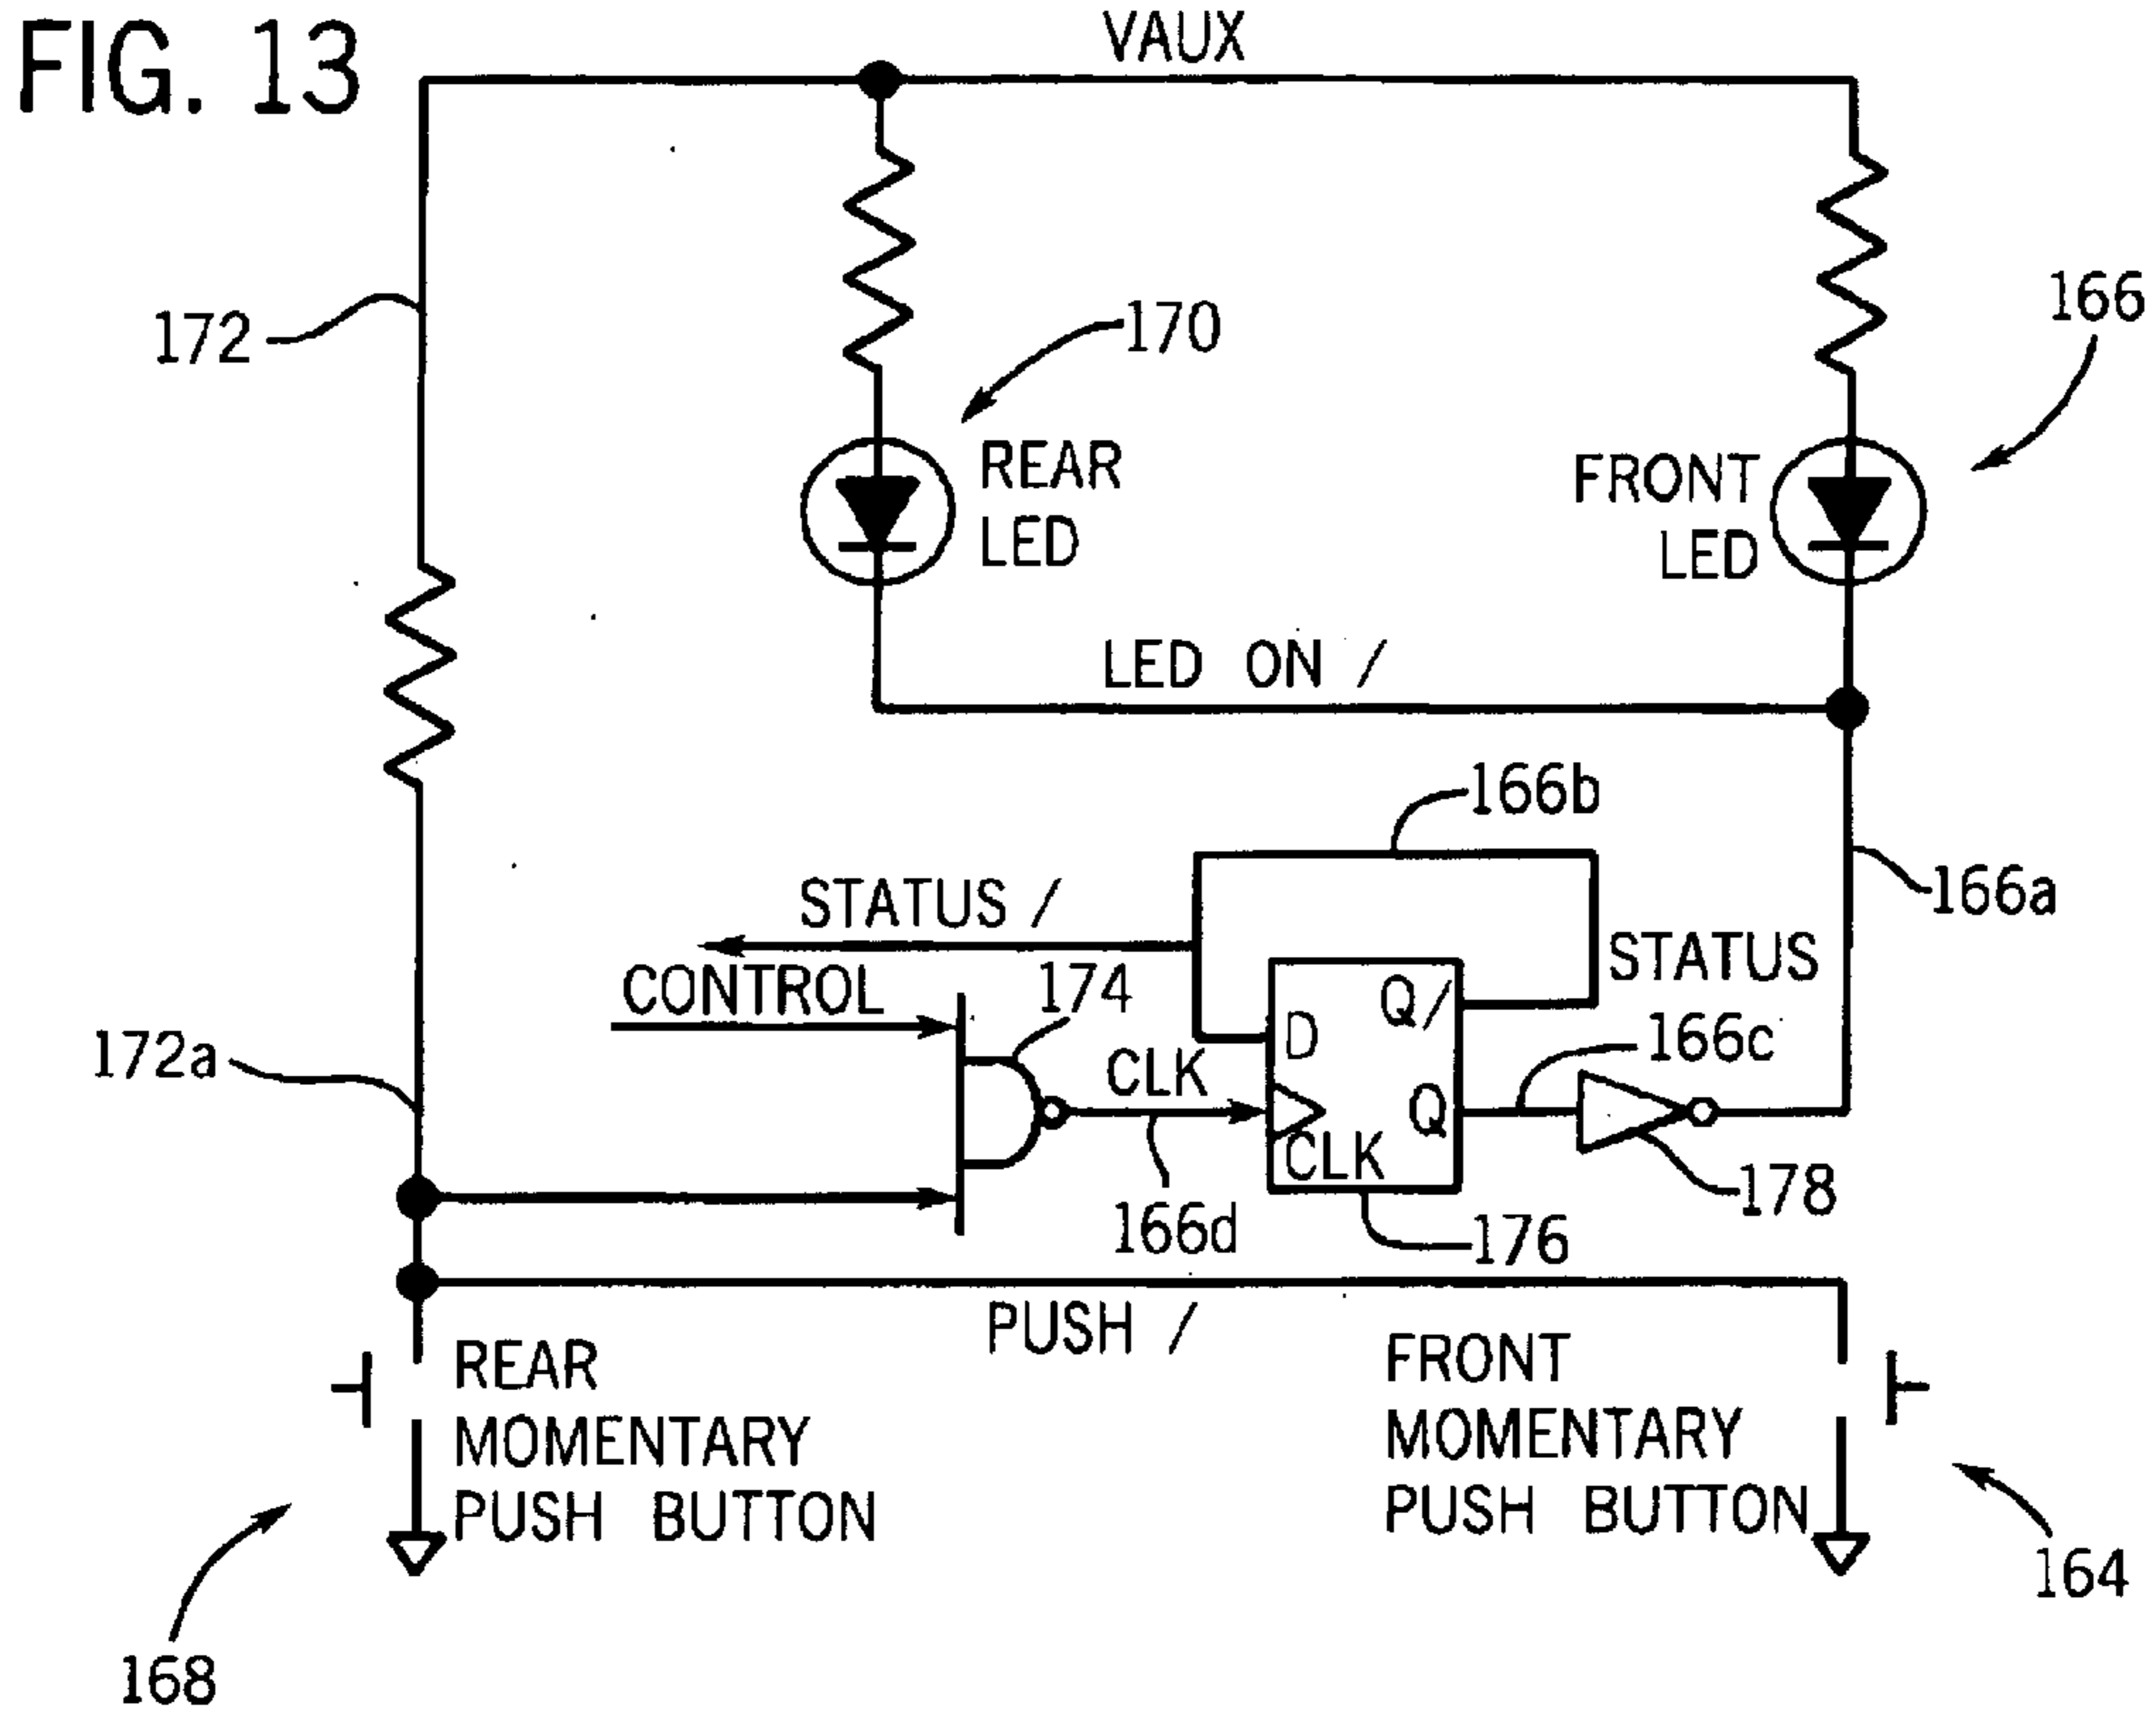 FIG. 13
VAUX
172
170
166
REAR
LED
FRONT
LED
LED ON /
166b
166a
STATUS /
STATUS
CONTROL
174
172a
D
Q/
166c
CLK
Q
CLK
178
166d
176
PUSH /
REAR
MOMENTARY
PUSH BUTTON
FRONT
MOMENTARY
PUSH BUTTON
164
168